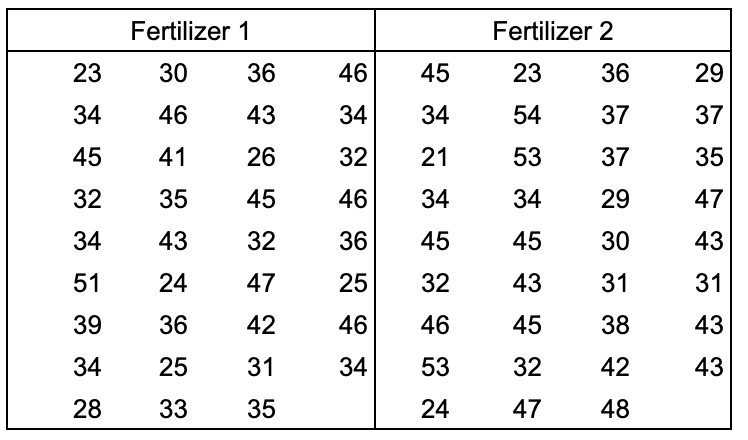 Fertilizer 1 Fertilizer 2
23 30 36 46 45 23 36 29
34 46 43 34 34 54 37 37
45 41 26 32 21 53 37 35
32 35 45 46 34 34 29 47
34 43 32 36 45 45 30 43
51 24 47 25 32 43 31 31
39 36 42 46 46 45 38 43
34 25 31 34 53 32 42 43
28 33 35 24 47 48